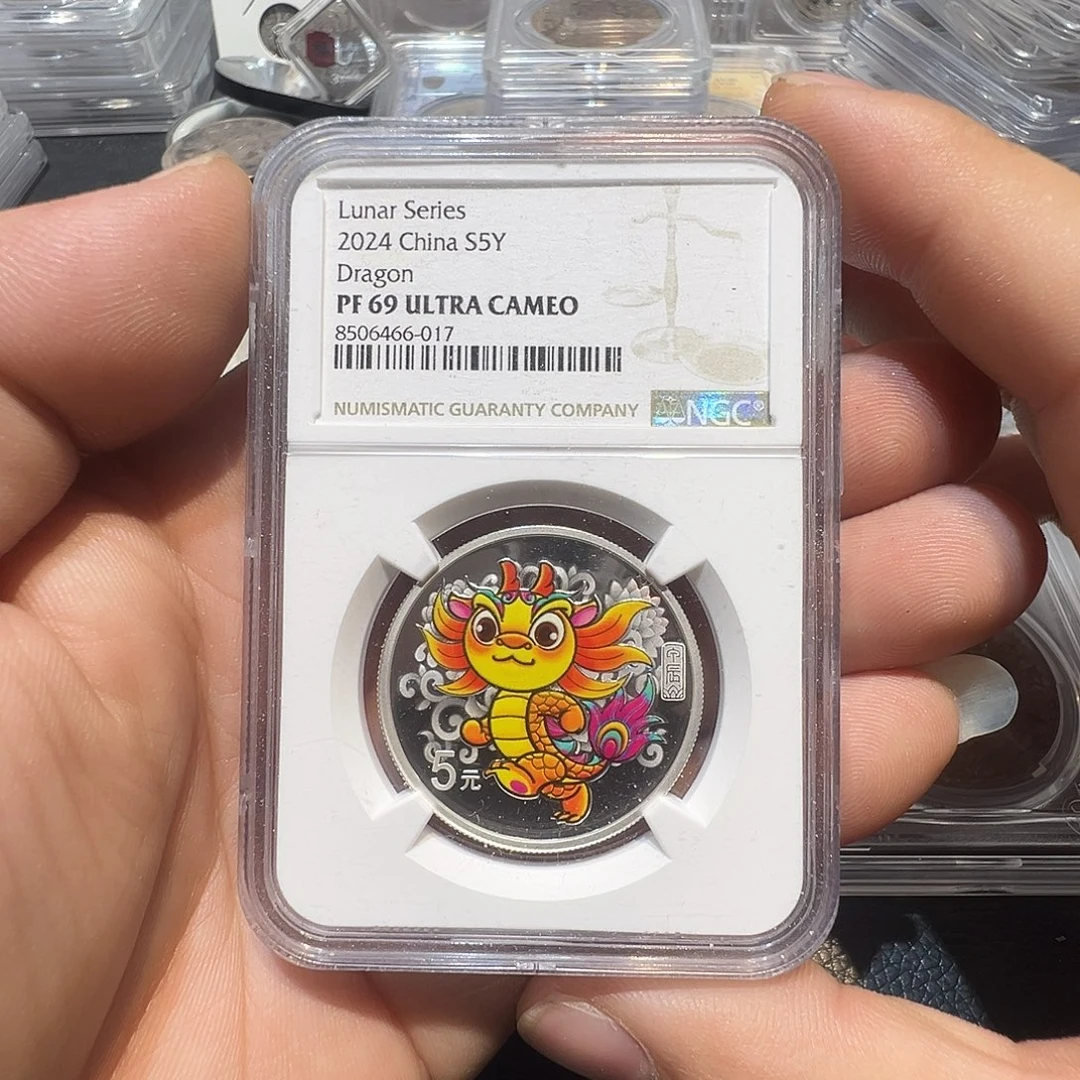 Lunar Series
2024 China S5Y
Dragon
PF 69 ULTRA CAMEO
8506466-017
NUMISMATIC GUARANTY COMPANY
NGC®
5元